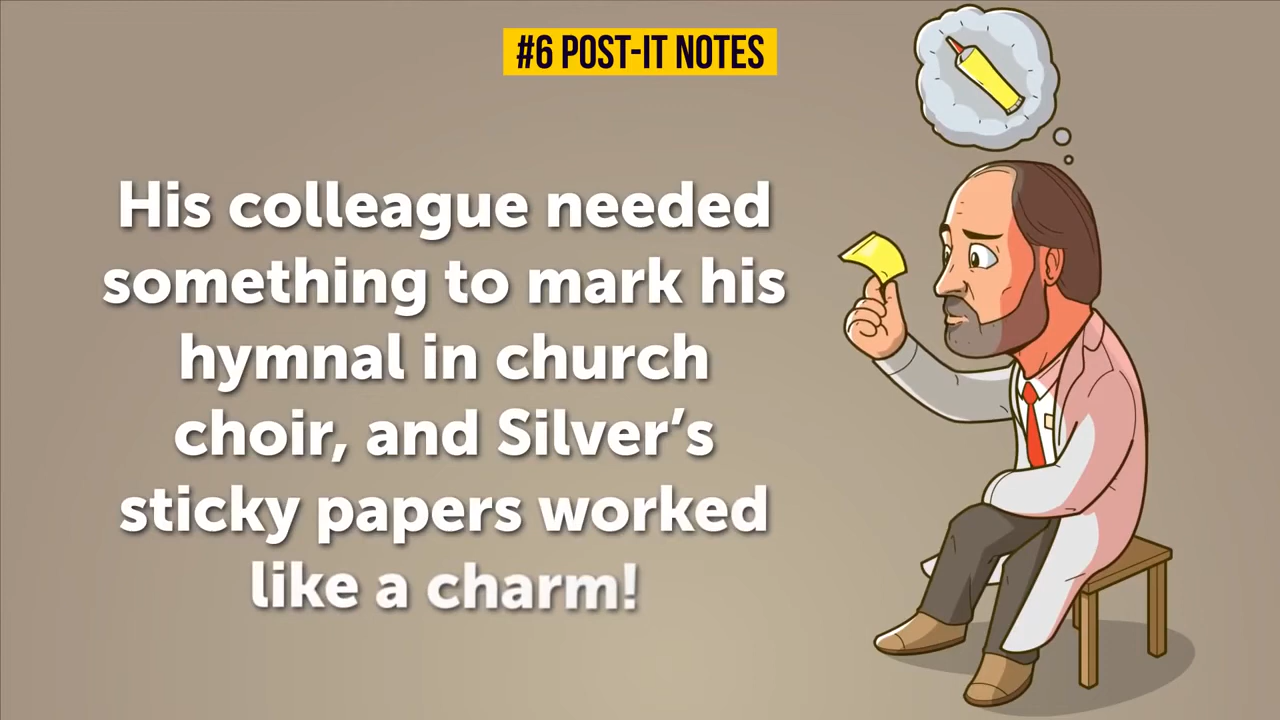 #6 POST-IT NOTES
His colleague needed
something to mark his
hymnal in church
choir, and Silver’s
sticky papers worked
like a charm!